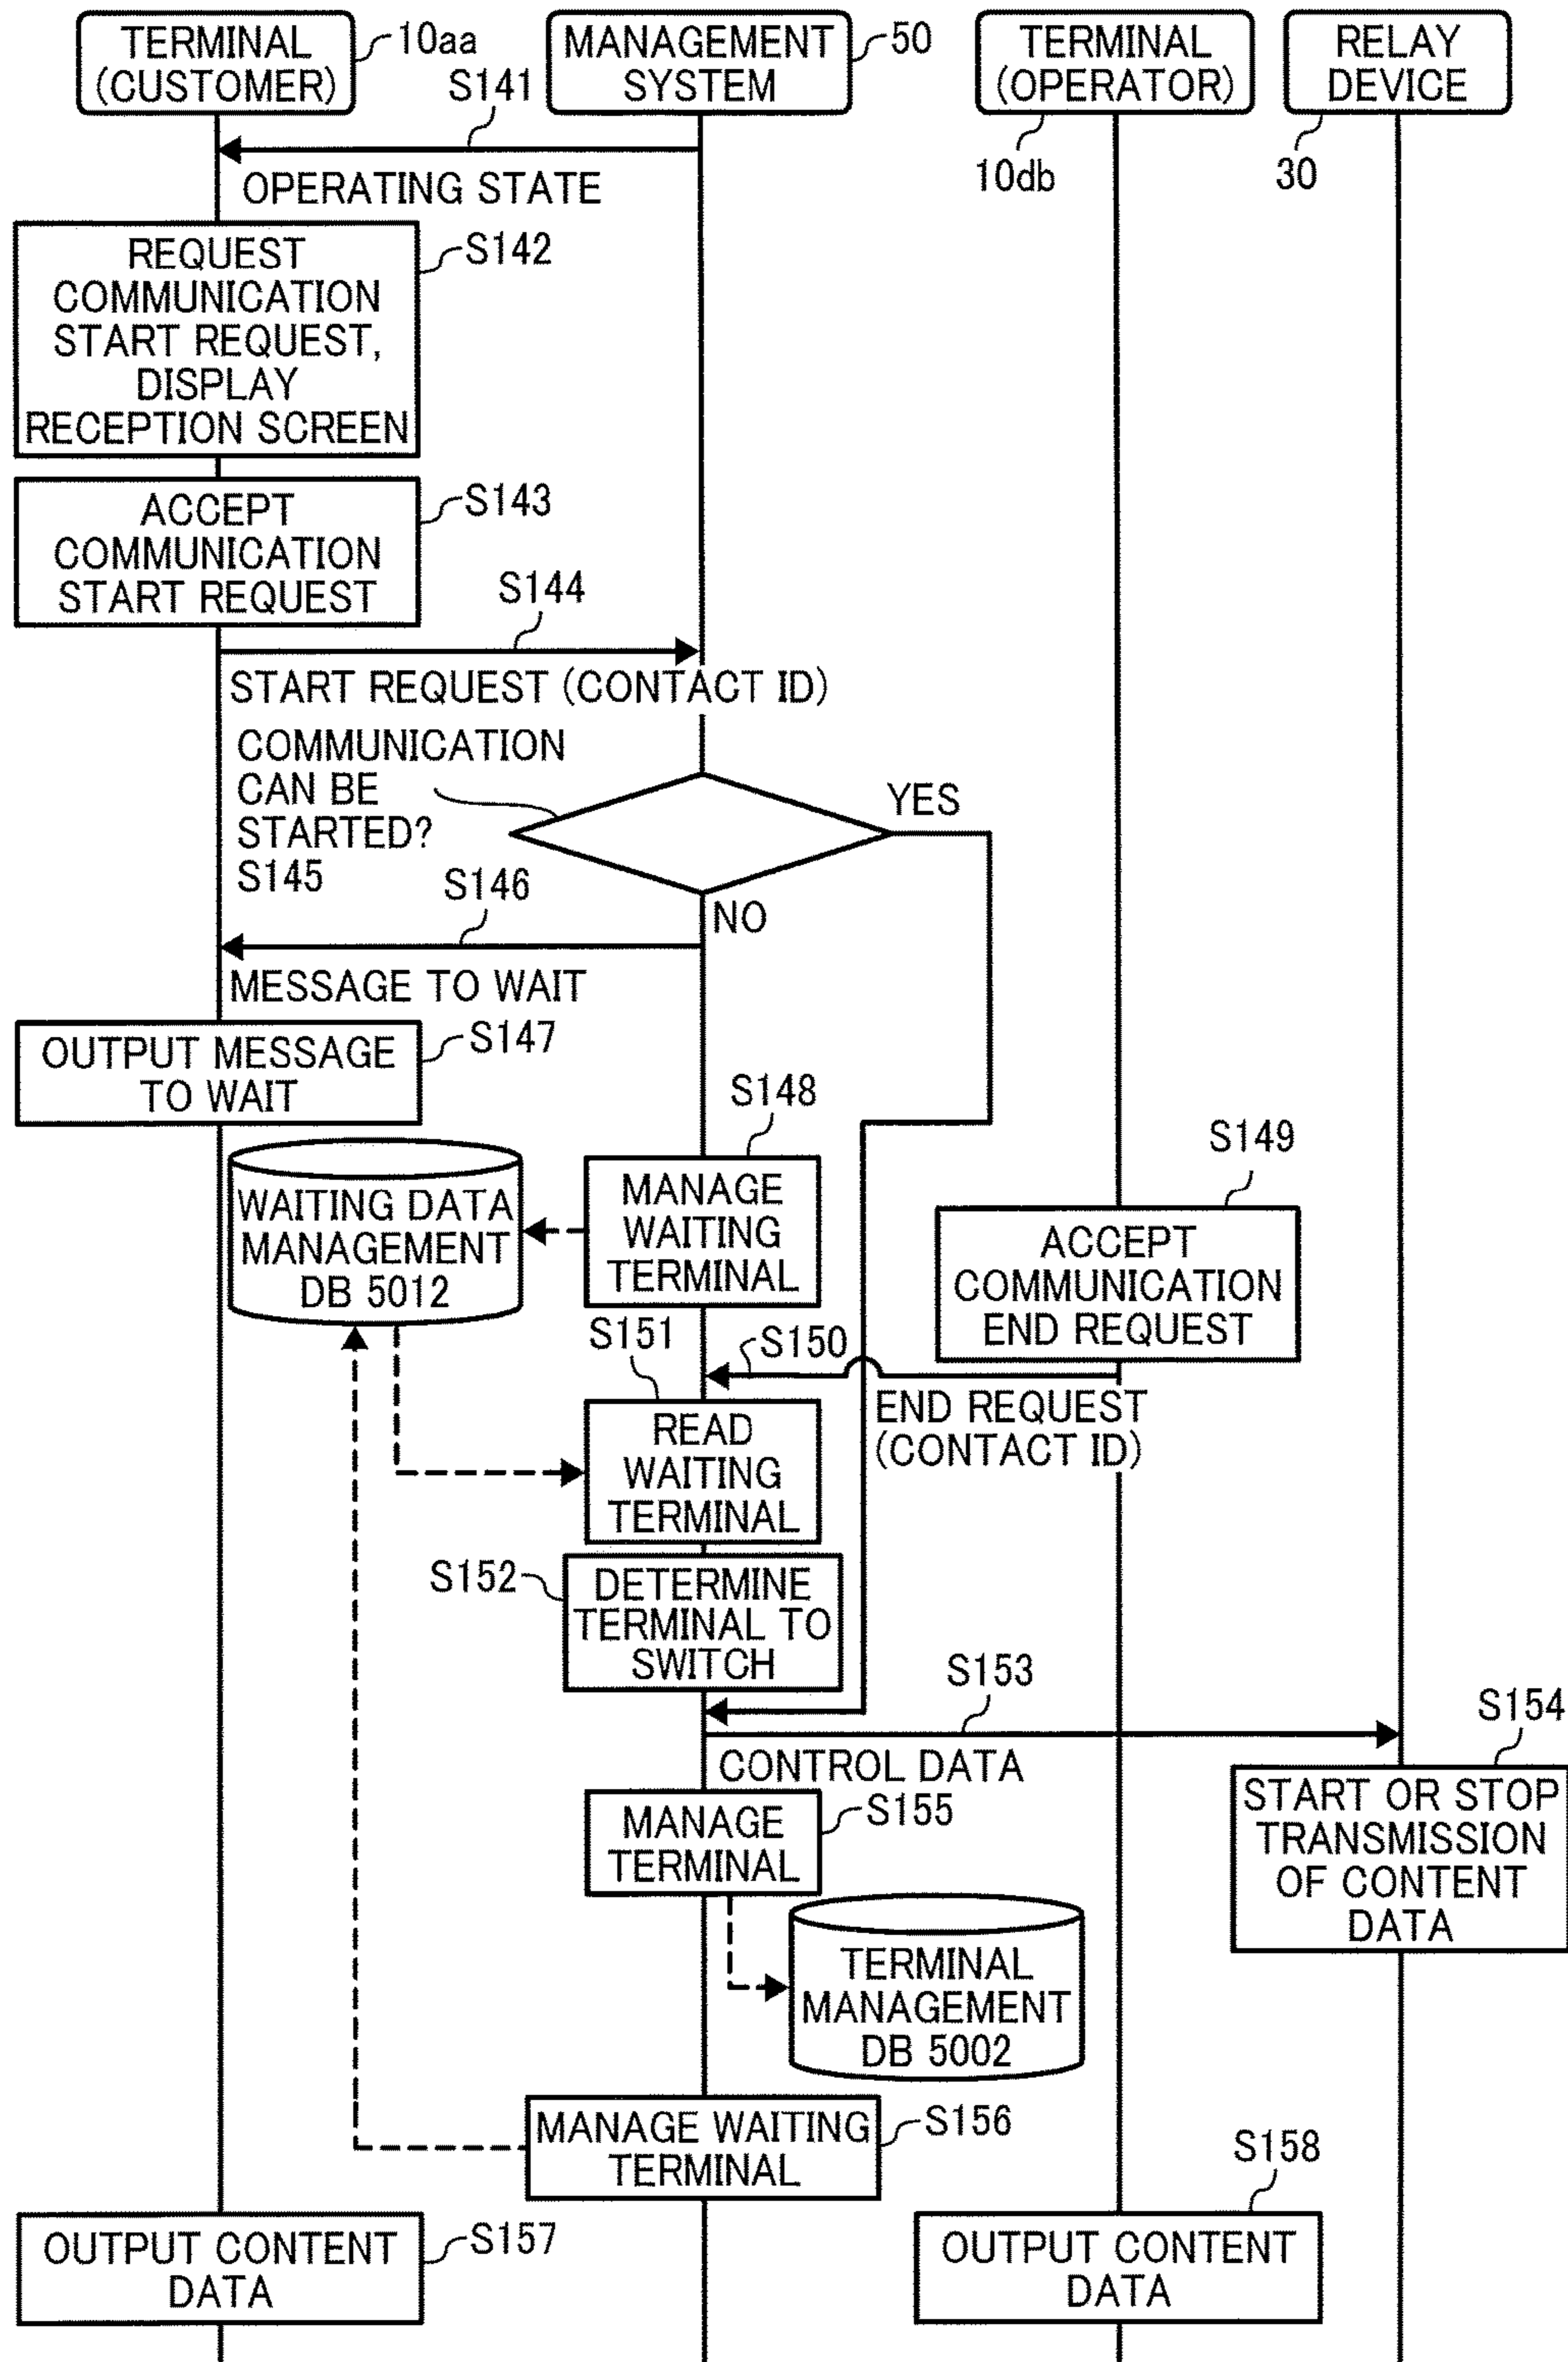 TERMINAL
(CUSTOMER)
10aa
MANAGEMENT
SYSTEM
50
TERMINAL
(OPERATOR)
10db
RELAY
DEVICE
30
S141
OPERATING STATE
REQUEST
COMMUNICATION
START REQUEST,
DISPLAY
RECEPTION SCREEN
S142
ACCEPT
COMMUNICATION
START REQUEST
S143
S144
START REQUEST (CONTACT ID)
COMMUNICATION
CAN BE
STARTED?
S145
YES
NO
S146
MESSAGE TO WAIT
OUTPUT MESSAGE
TO WAIT
S147
S148
MANAGE
WAITING
TERMINAL
WAITING DATA
MANAGEMENT
DB 5012
S149
ACCEPT
COMMUNICATION
END REQUEST
S150
END REQUEST
(CONTACT ID)
S151
READ
WAITING
TERMINAL
S152
DETERMINE
TERMINAL TO
SWITCH
S153
CONTROL DATA
S154
START OR STOP
TRANSMISSION
OF CONTENT
DATA
MANAGE
TERMINAL
S155
TERMINAL
MANAGEMENT
DB 5002
MANAGE WAITING
TERMINAL
S156
OUTPUT CONTENT
DATA
S157
S158
OUTPUT CONTENT
DATA